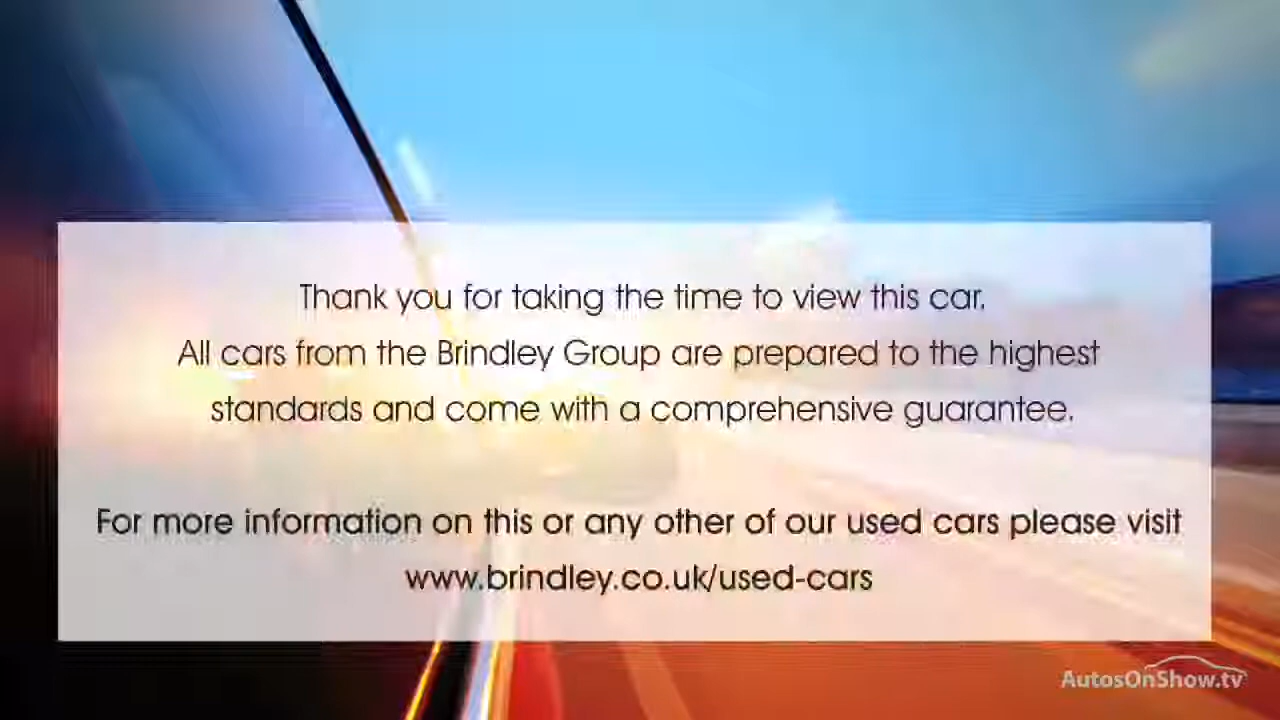 Thank you for taking the time to view this car.
All cars from the Brindley Group are prepared to the highest
standards and come with a comprehensive guarantee.
For more information on this or any other of our used cars please visit
www.brindley.co.uk/used-cars
AutosOnShow.tv